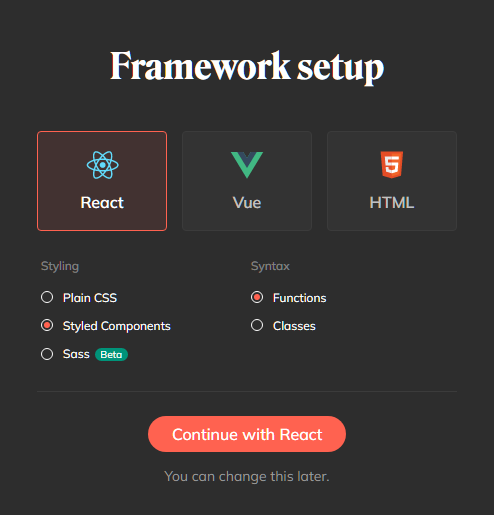 Framework setup
React
Vue
HTML
Styling
Plain CSS
Styled Components
Sass Beta
Syntax
Functions
Classes
Continue with React
You can change this later.